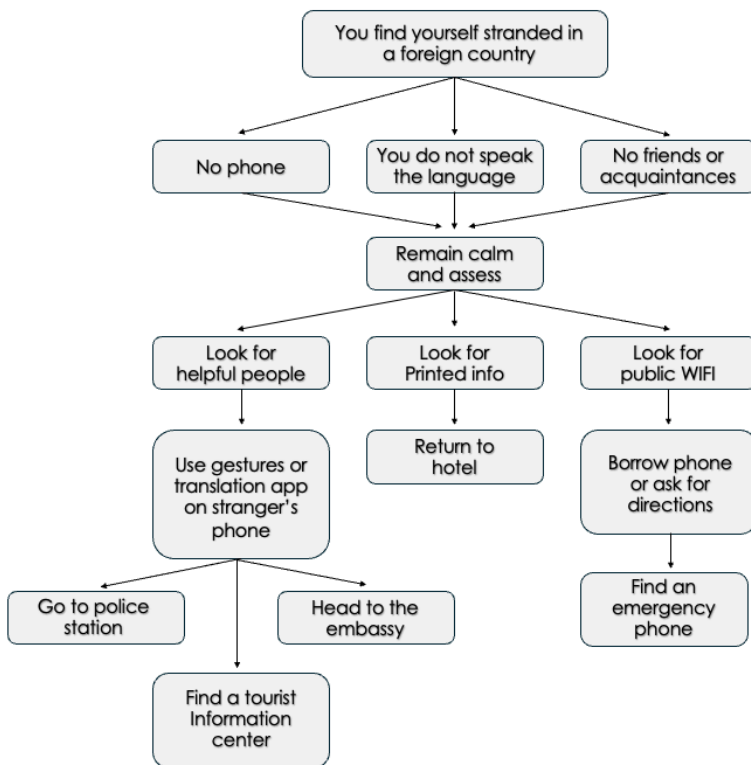 You find yourself stranded in
a foreign country
No phone
You do not speak
the language
No friends or
acquaintances
Remain calm
and assess
Look for
helpful people
Look for
Printed info
Look for
public WIFI
Use gestures or
translation app
on stranger's
phone
Return to
hotel
Borrow phone
or ask for
directions
Go to police
station
Head to the
embassy
Find an
emergency
phone
Find a tourist
Information
center